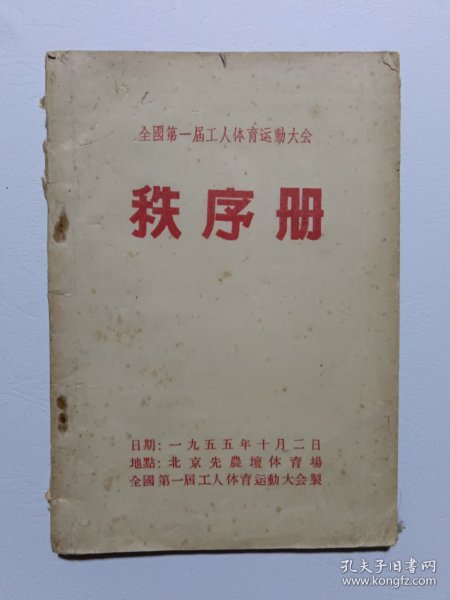 全國第一届工人体育运動大会
秩序册
日期：一九五五年十月二日
地點：北京先農壇体育場
全國第一屆工人体育运動大会製
孔夫子旧书网
www.kongfz.com